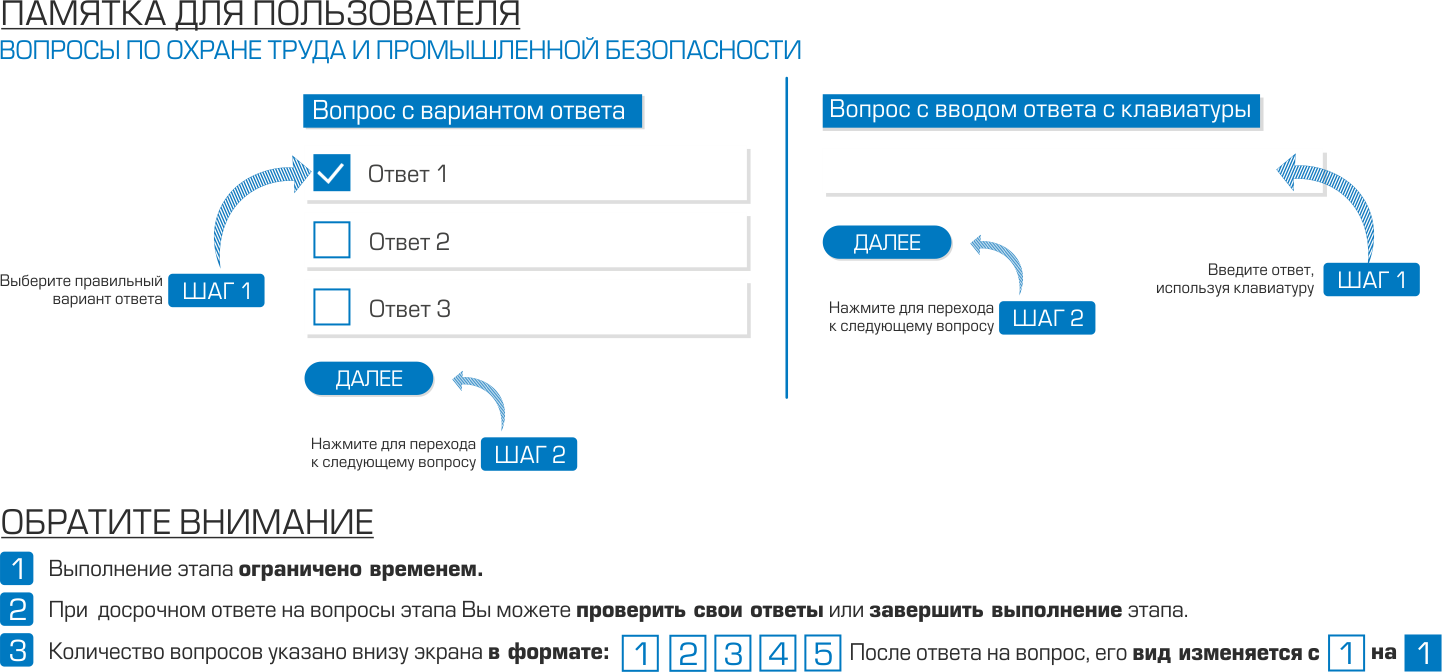 ПАМЯТКА ДЛЯ ПОЛЬЗОВАТЕЛЯ
ВОПРОСЫ ПО ОХРАНЕ ТРУДА И ПРОМЫШЛЕННОЙ БЕЗОПАСНОСТИ
Вопрос с вариантом ответа
Ответ 1
Ответ 2
Ответ 3
Выберите правильный
вариант ответа
ШАГ 1
ДАЛЕЕ
Нажмите для перехода
к следующему вопросу
ШАГ 2
Вопрос с вводом ответа с клавиатуры
Введите ответ,
используя клавиатуру
ШАГ 1
ДАЛЕЕ
Нажмите для перехода
к следующему вопросу
ШАГ 2
ОБРАТИТЕ ВНИМАНИЕ
1 Выполнение этапа ограничено временем.
2 При досрочном ответе на вопросы этапа Вы можете проверить свои ответы или завершить выполнение этапа.
3 Количество вопросов указано внизу экрана в формате: 1 2 3 4 5 После ответа на вопрос, его вид изменяется с 1 на 1